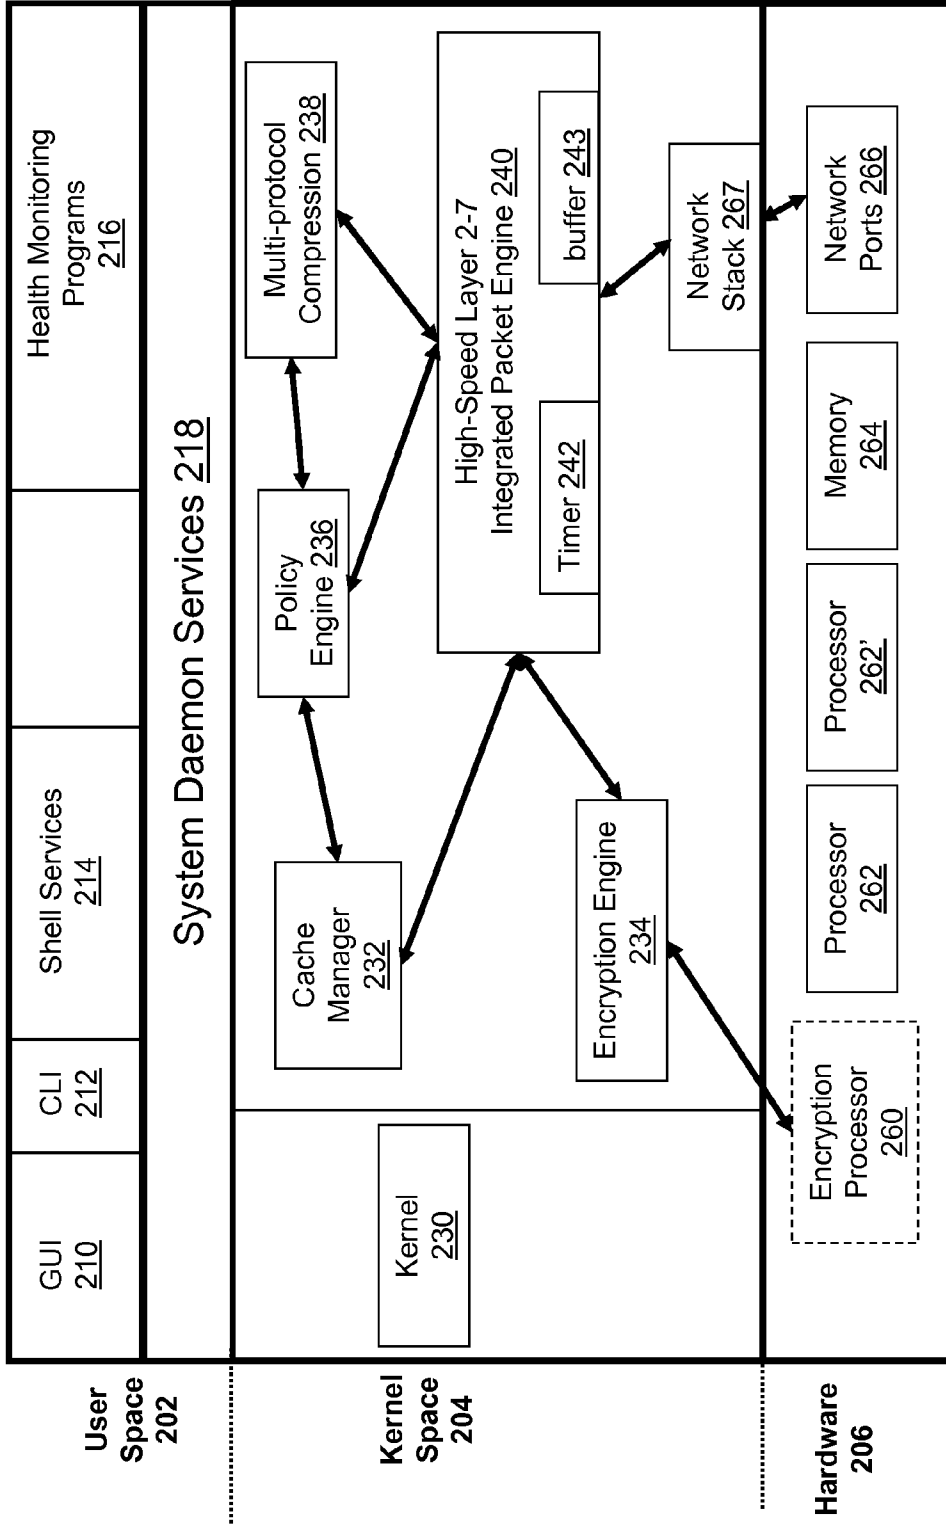 User
Space 202
GUI
210
CLI
212
Shell Services
214
Health Monitoring
Programs
216
System Daemon Services 218
Kernel
Space 204
Kernel
230
Cache
Manager
232
Policy
Engine 236
Multi-protocol
Compression 238
High-Speed Layer 2-7
Integrated Packet Engine 240
Timer 242
buffer 243
Encryption Engine
234
Network
Stack 267
Hardware
206
Encryption
Processor
260
Processor
262
Processor
262’
Memory
264
Network
Ports 266